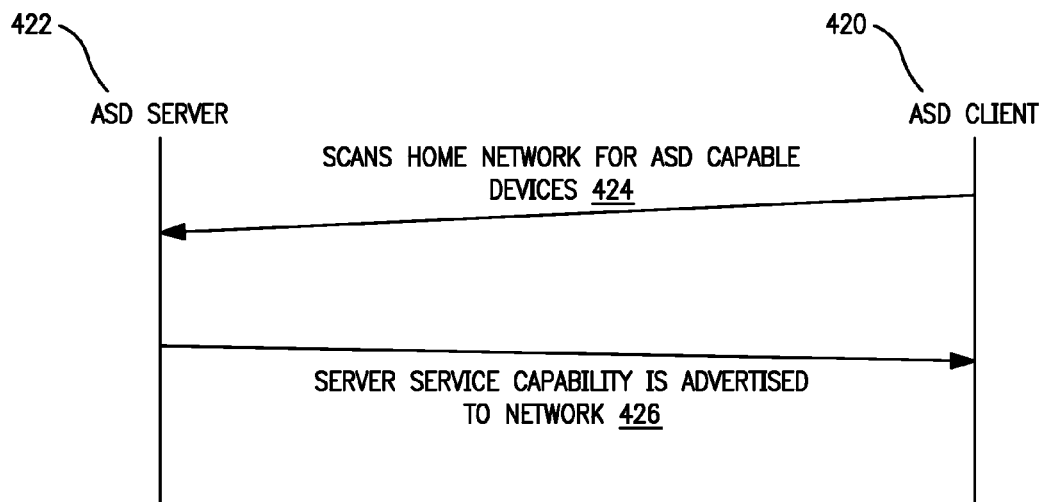 422
420
ASD SERVER
ASD CLIENT
SCANS HOME NETWORK FOR ASD CAPABLE
DEVICES 424
SERVER SERVICE CAPABILITY IS ADVERTISED
TO NETWORK 426